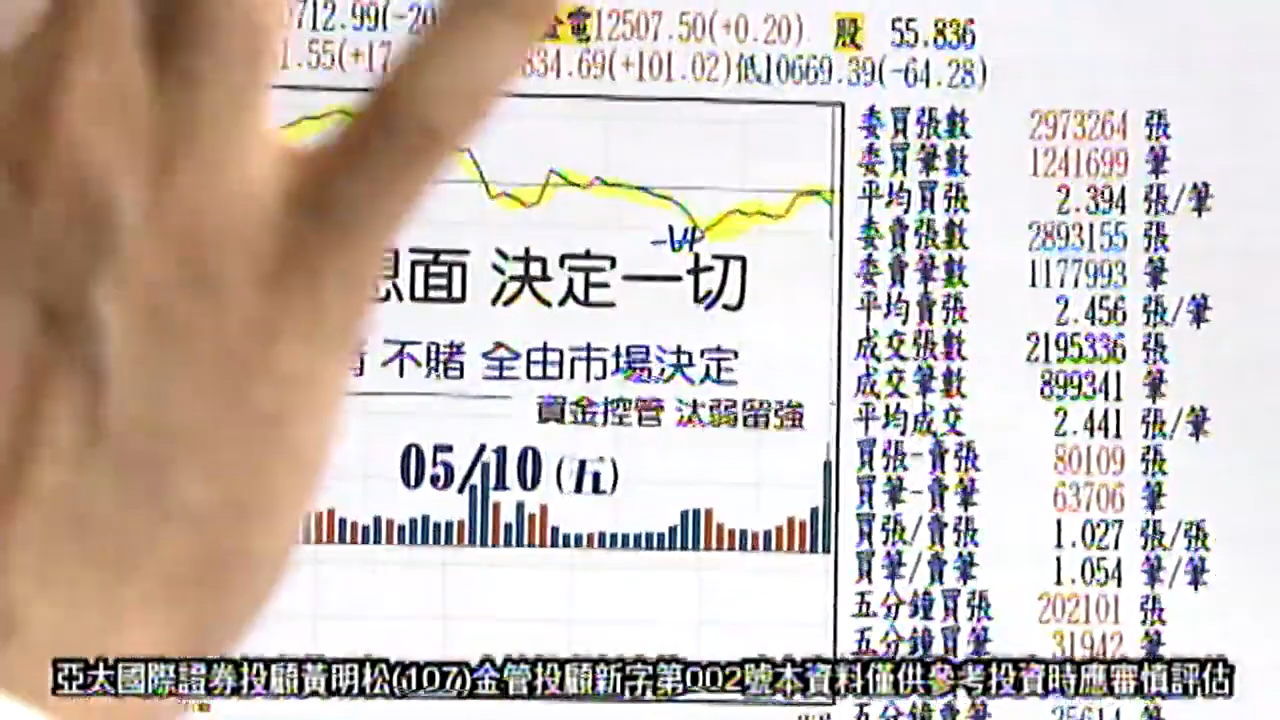 712.99(-20
金電12507.50(+0.20) 股 55.836
1.55(+17
834.69(+101.02)低10669.39(-64.28)
委買張數 2973264 張
委買筆數 1241699 筆
平均買張 2.394 張/筆
委賣張數 2893155 張
委賣筆數 1177993 筆
平均賣張 2.456 張/筆
成交張數 2195336 張
成交筆數 899341 筆
平均成交 2.441 張/筆
買張-賣張 80109 張
買筆-賣筆 63706 筆
買張/賣張 1.027 張/張
買筆/賣筆 1.054 筆/筆
五分鐘買張 202101 張
五分鐘買筆 31942 筆
五分鐘賣筆 25614 筆
-64
息面 決定一切
不賭 全由市場決定
資金控管 汰弱留強
05/10 (五)
亞大國際證券投顧黃明松(107)金管投顧新字第002號本資料僅供參考投資時應審慎評估